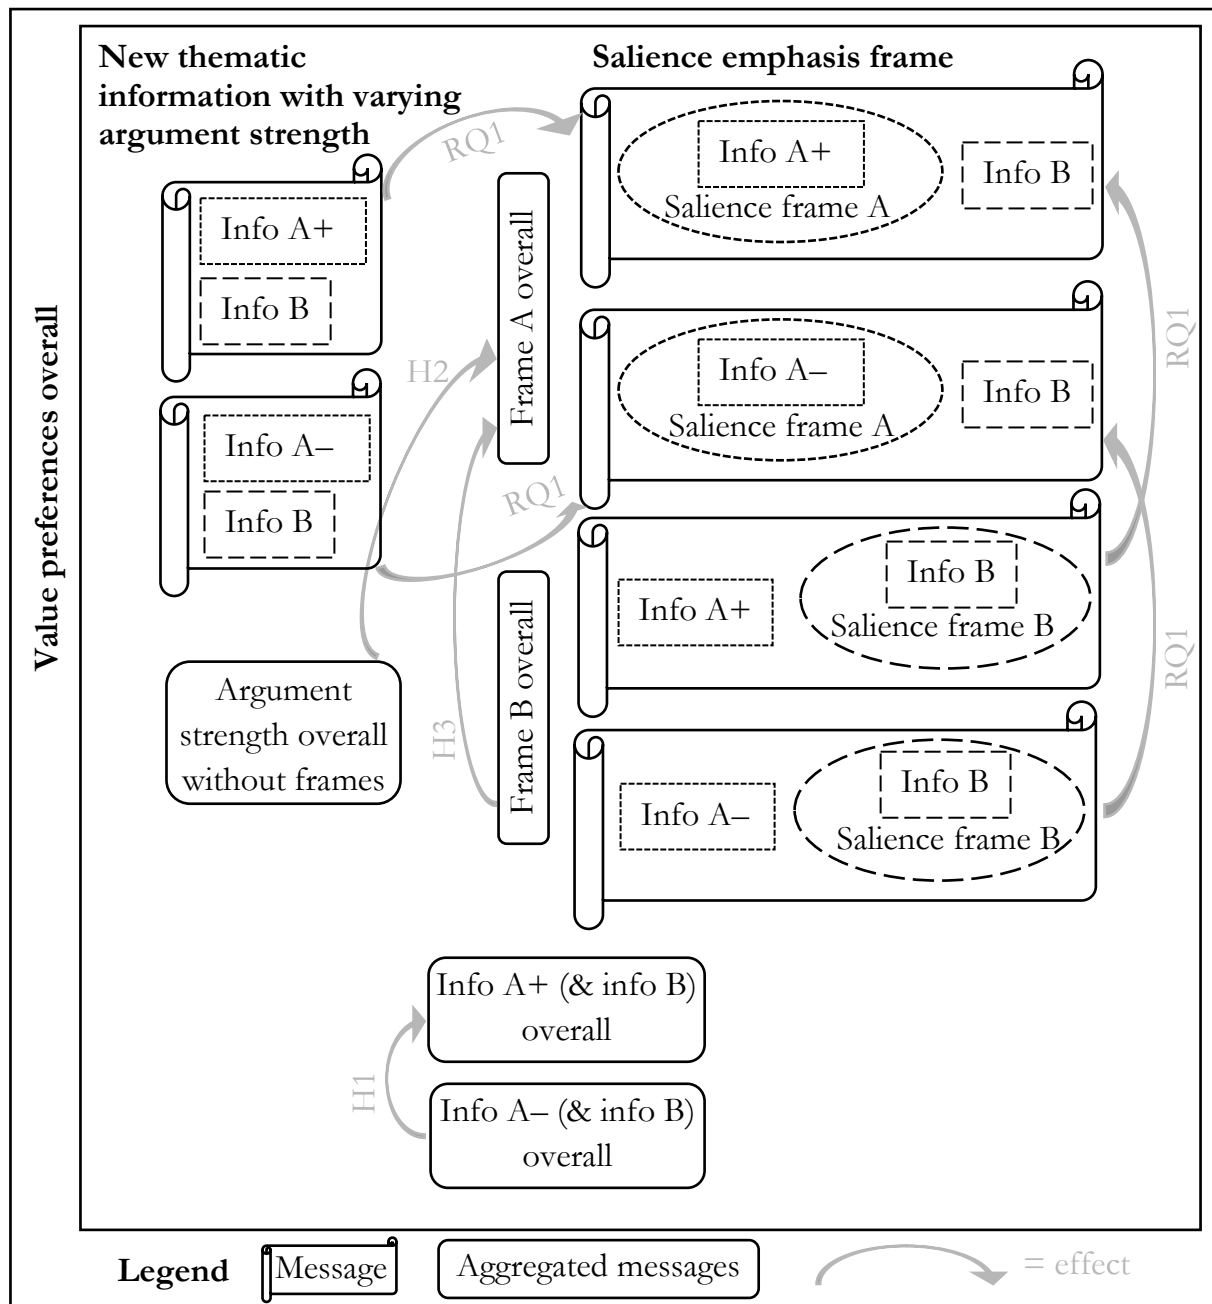 Value preferences overall
New thematic
information with varying
argument strength
Salience emphasis frame
RQ1
Info A+
Info B
Info A–
Info B
Argument
strength overall
without frames
H2
H3
RQ1
Frame A overall
Frame B overall
Info A+
Salience frame A
Info B
Info A–
Salience frame A
Info B
Info A+
Info B
Salience frame B
Info A–
Info B
Salience frame B
RQ1
RQ1
H1
Info A+ (& info B)
overall
Info A– (& info B)
overall
Legend
Message
Aggregated messages
= effect